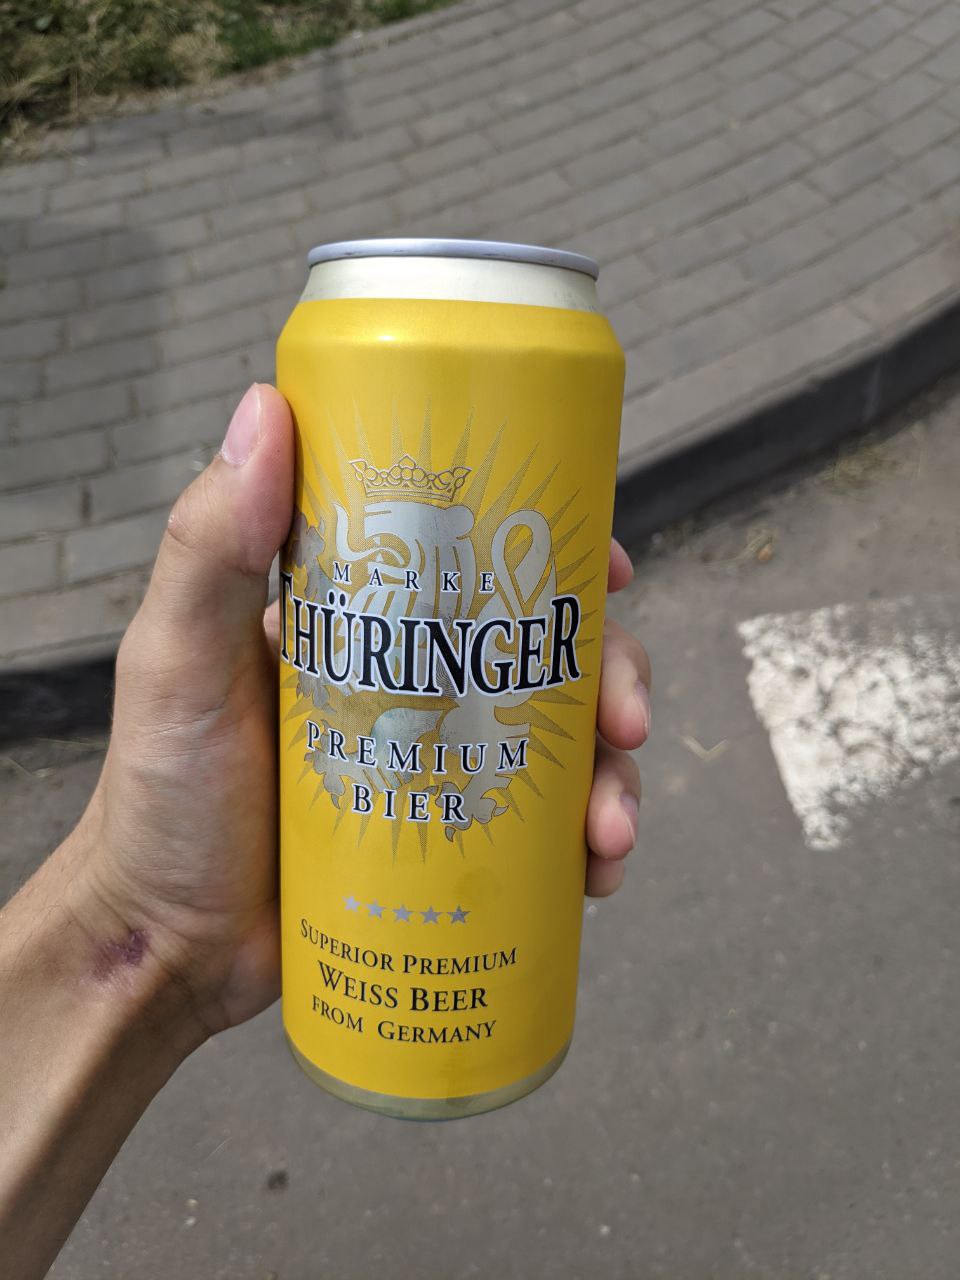 MARKE
THÜRINGER
PREMIUM
BIER
SUPERIOR PREMIUM
WEISS BEER
FROM GERMANY